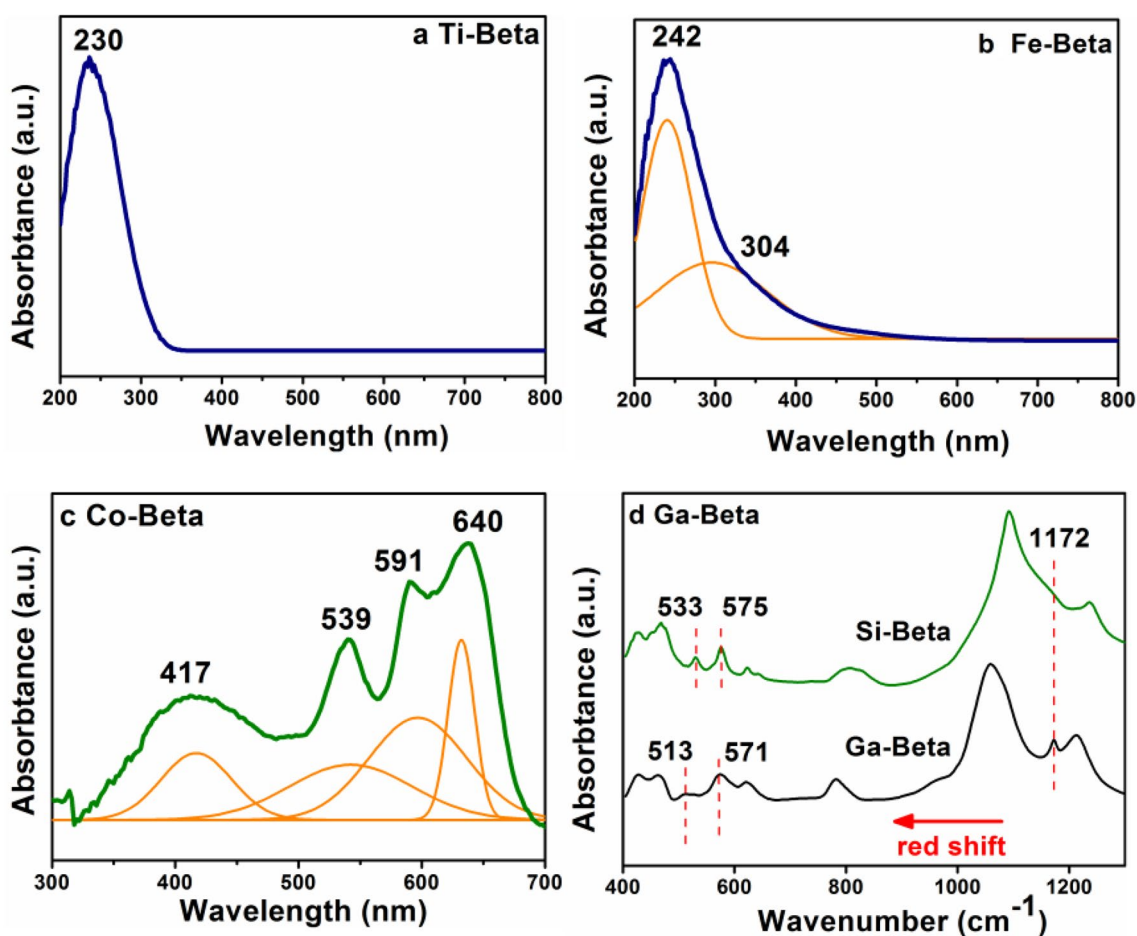 a Ti-Beta
230
Absorbtance (a.u.)
200 300 400 500 600 700 800
Wavelength (nm)
b Fe-Beta
242
304
Absorbtance (a.u.)
200 300 400 500 600 700 800
Wavelength (nm)
c Co-Beta
417
539
591
640
Absorbtance (a.u.)
300 400 500 600 700
Wavelength (nm)
d Ga-Beta
1172
533 575
Si-Beta
513 571
Ga-Beta
red shift
Absorbtance (a.u.)
400 600 800 1000 1200
Wavenumber (cm⁻¹)